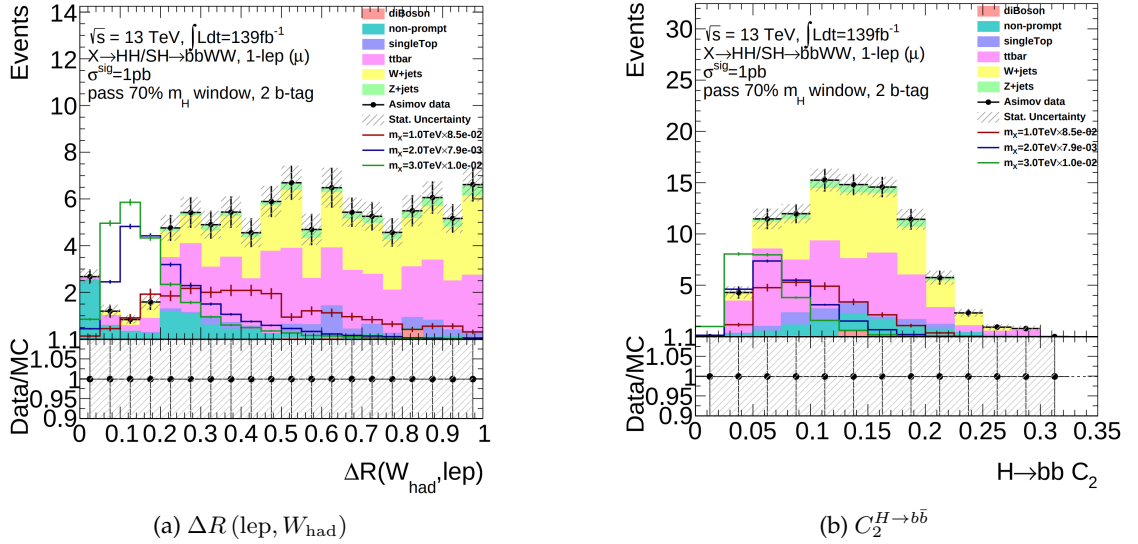 Events
14
12
10
8
6
4
2
√s = 13 TeV, ∫Ldt=139fb⁻¹
X→HH/SH→bbWW, 1-lep (μ)
σ^sig=1pb
pass 70% m_H window, 2 b-tag
diBoson
non-prompt
singleTop
ttbar
W+jets
Z+jets
Asimov data
Stat. Uncertainty
m_X=1.0TeV×8.5e-02
m_X=2.0TeV×7.9e-03
m_X=3.0TeV×1.0e-02
Data/MC
1.1
1.05
1
0.95
0.9
0 0.1 0.2 0.3 0.4 0.5 0.6 0.7 0.8 0.9 1
ΔR(W_had,lep)
(a) ΔR (lep, W_had)
Events
30
25
20
15
10
5
√s = 13 TeV, ∫Ldt=139fb⁻¹
X→HH/SH→bbWW, 1-lep (μ)
σ^sig=1pb
pass 70% m_H window, 2 b-tag
diBoson
non-prompt
singleTop
ttbar
W+jets
Z+jets
Asimov data
Stat. Uncertainty
m_X=1.0TeV×8.5e-02
m_X=2.0TeV×7.9e-03
m_X=3.0TeV×1.0e-02
Data/MC
1.1
1.05
1
0.95
0.9
0 0.05 0.1 0.15 0.2 0.25 0.3 0.35
H→bb C₂
(b) C₂^{H→bb̄}